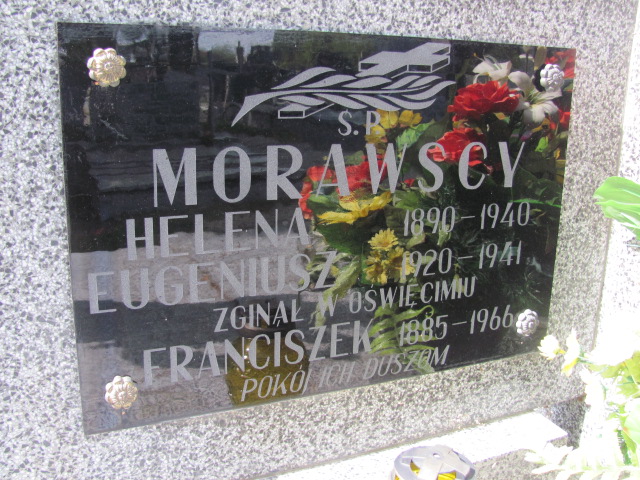 Ś.P.
MORAWSCY
HELENA 1890-1940
EUGENIUSZ 1920-1941
ZGINĄŁ W OŚWIĘCIMIU
FRANCISZEK 1885-1966
POKÓJ ICH DUSZOM